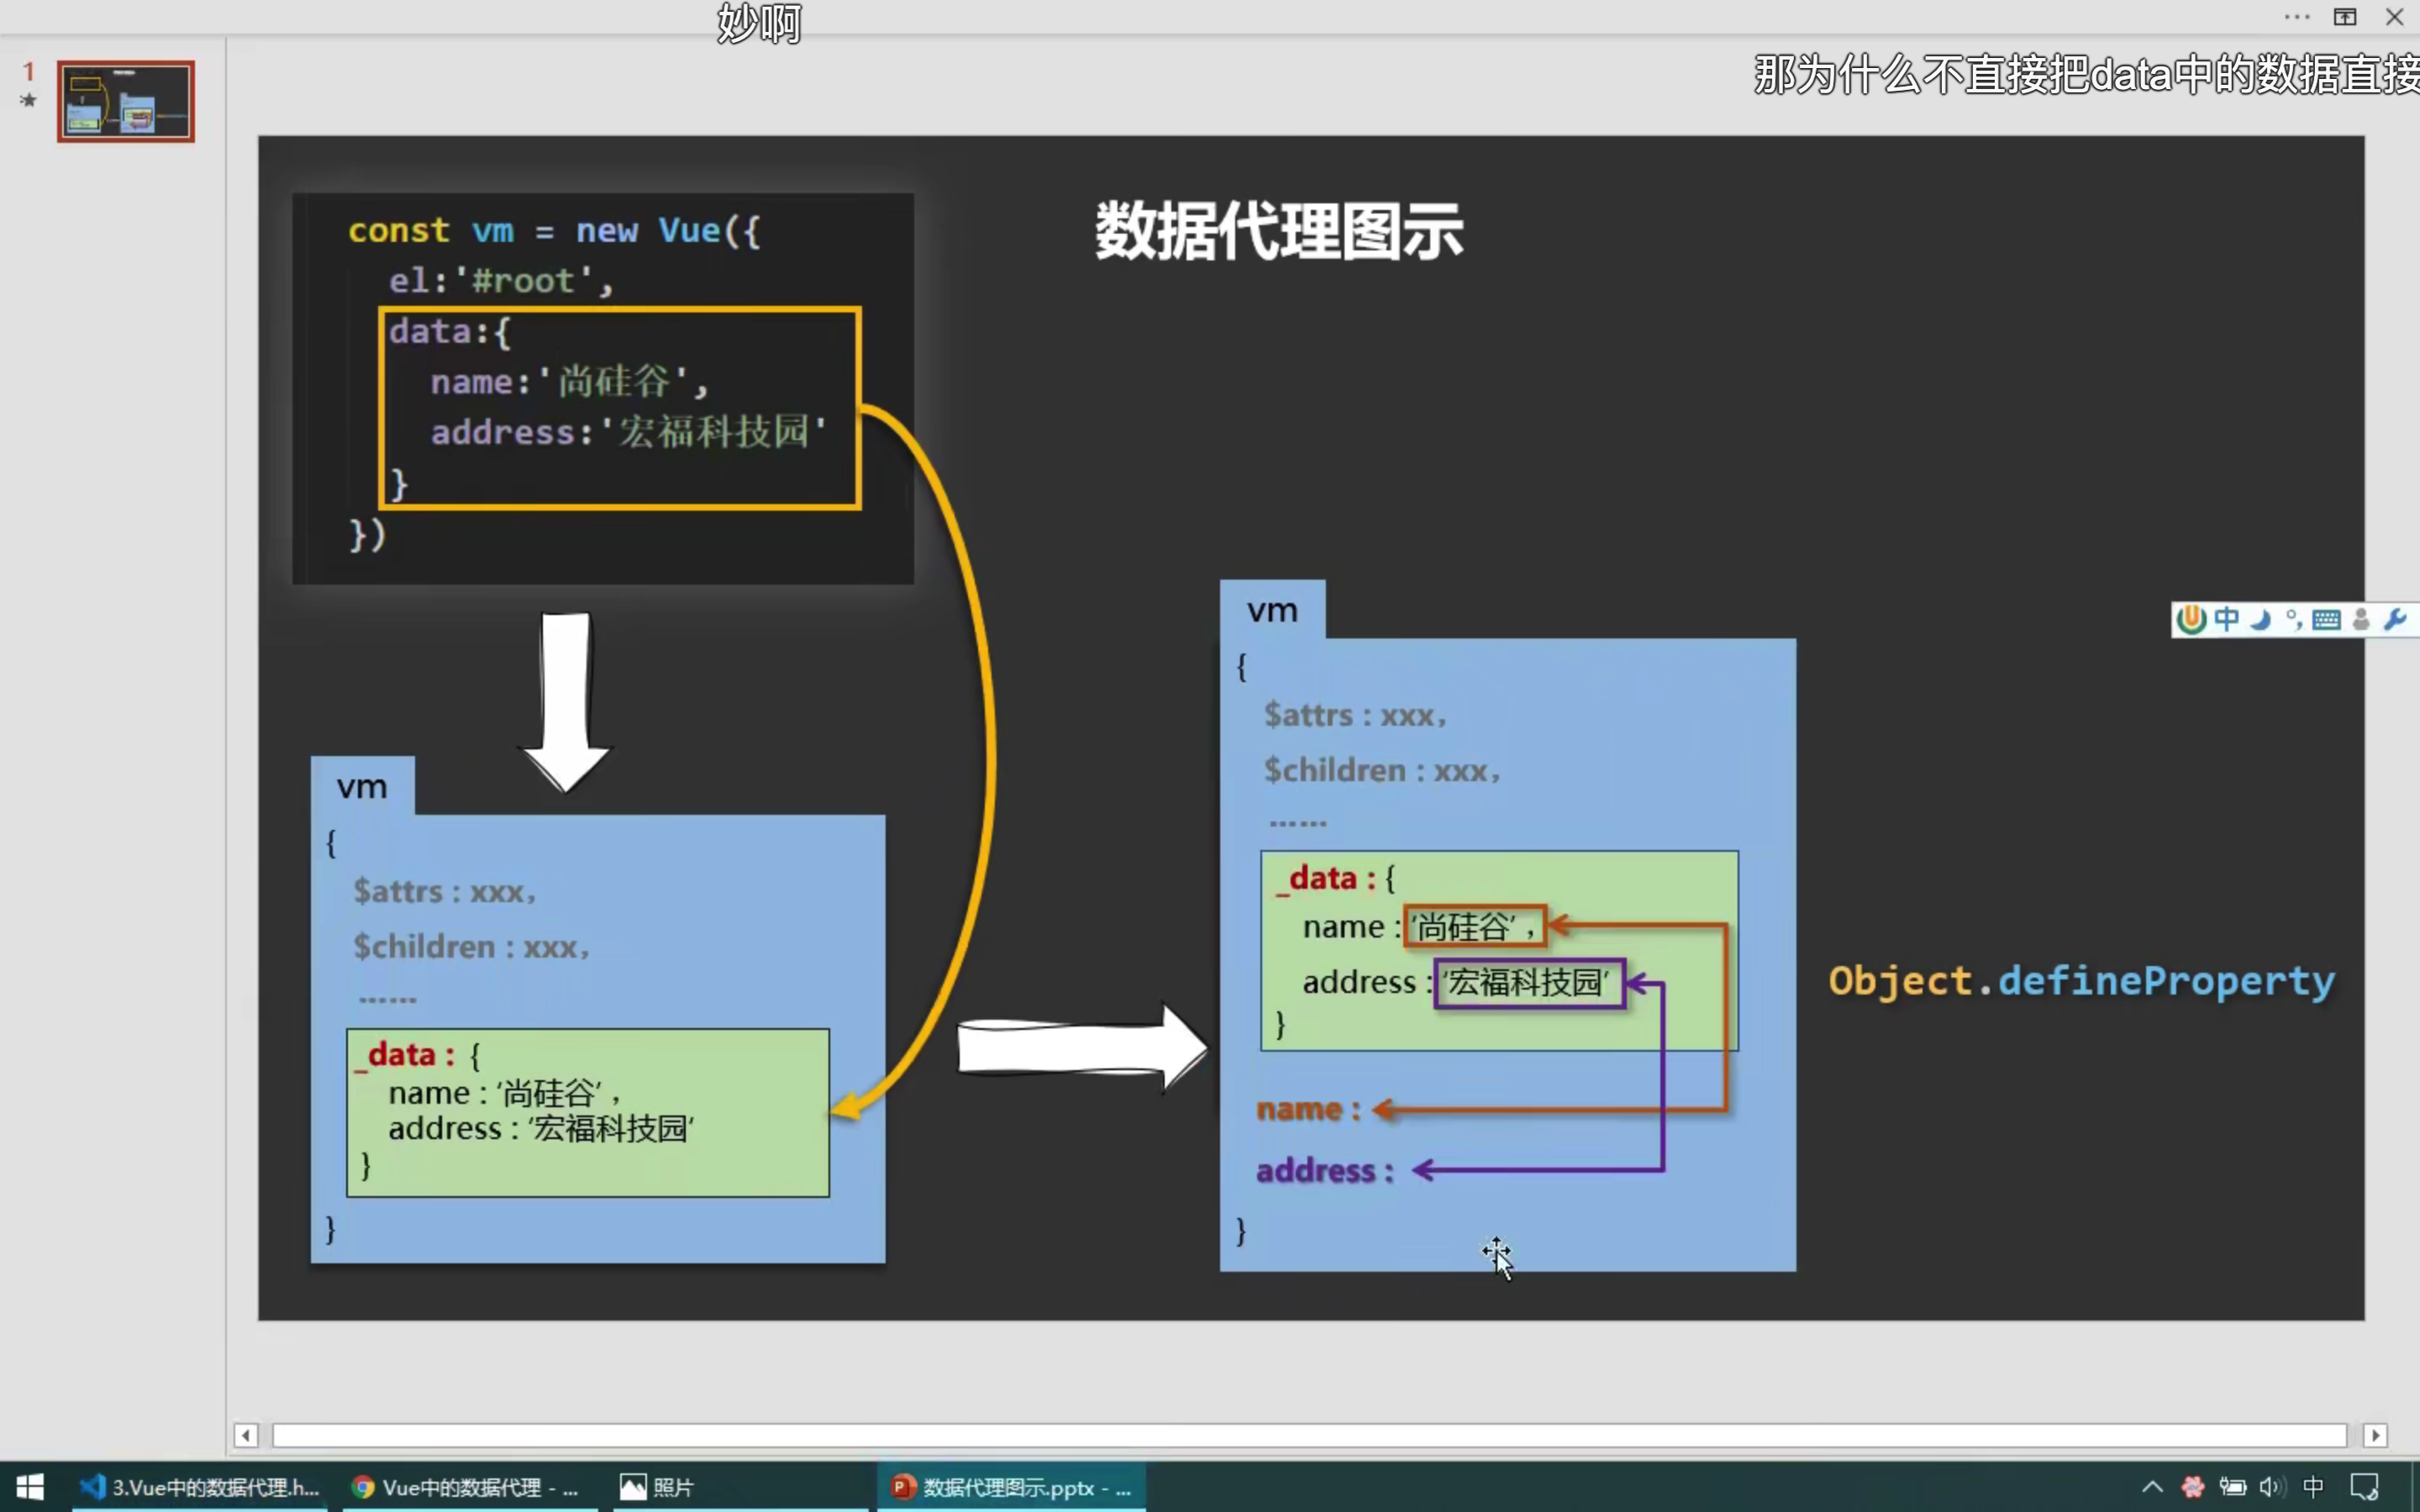 妙啊
那为什么不直接把data中的数据直接
1
数据代理图示
const vm = new Vue({
el:'#root',
data:{
name:'尚硅谷',
address:'宏福科技园'
}
})
vm
{
$attrs : xxx，
$children : xxx，
……
_data : {
name : ‘尚硅谷’，
address : ‘宏福科技园’
}
}
vm
{
$attrs : xxx，
$children : xxx，
……
_data : {
name : ‘尚硅谷’，
address : ‘宏福科技园’
}
name :
address :
}
Object.defineProperty
中
3.Vue中的数据代理.h...
Vue中的数据代理 - ...
照片
数据代理图示.pptx - ...
中